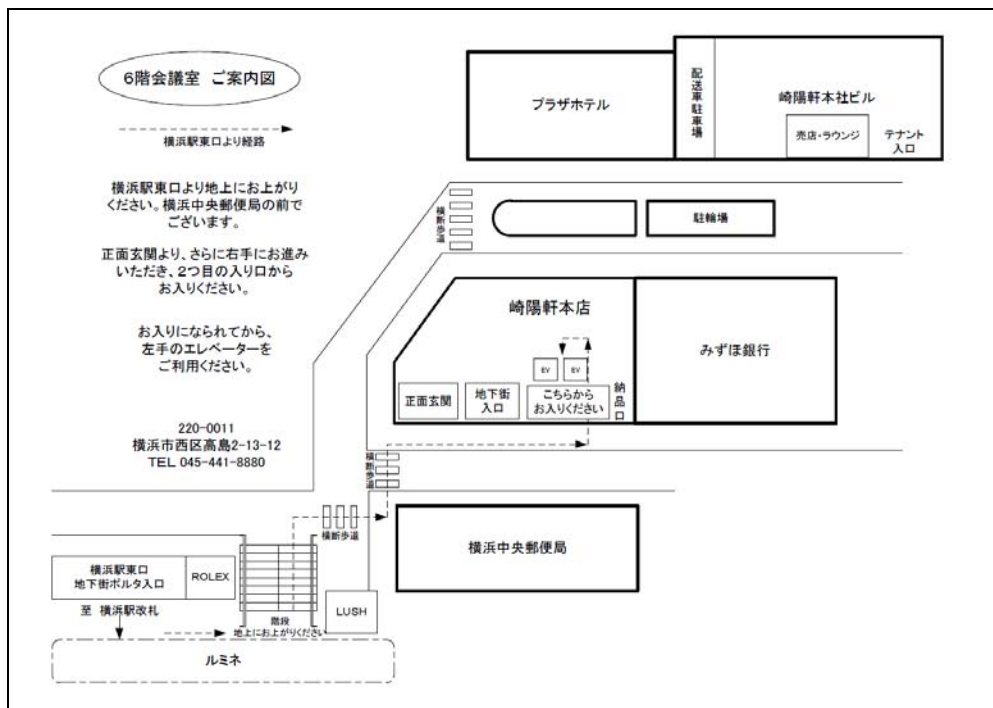 6階会議室 ご案内図
横浜駅東口より経路
横浜駅東口より地上にお上がり
ください。横浜中央郵便局の前で
ございます。
正面玄関より、さらに右手にお進み
いただき、2つ目の入り口から
お入りください。
お入りになられてから、
左手のエレベーターを
ご利用ください。
220-0011
横浜市西区高島2-13-12
TEL 045-441-8880
プラザホテル
配送車駐車場
崎陽軒本社ビル
売店・ラウンジ
テナント
入口
横断歩道
駐輪場
崎陽軒本店
みずほ銀行
EV
EV
正面玄関
地下街
入口
こちらから
お入りください
納品口
横断歩道
横断歩道
横浜中央郵便局
横浜駅東口
地下街ポルタ入口
ROLEX
LUSH
至 横浜駅改札
階段
地上にお上がりください
ルミネ